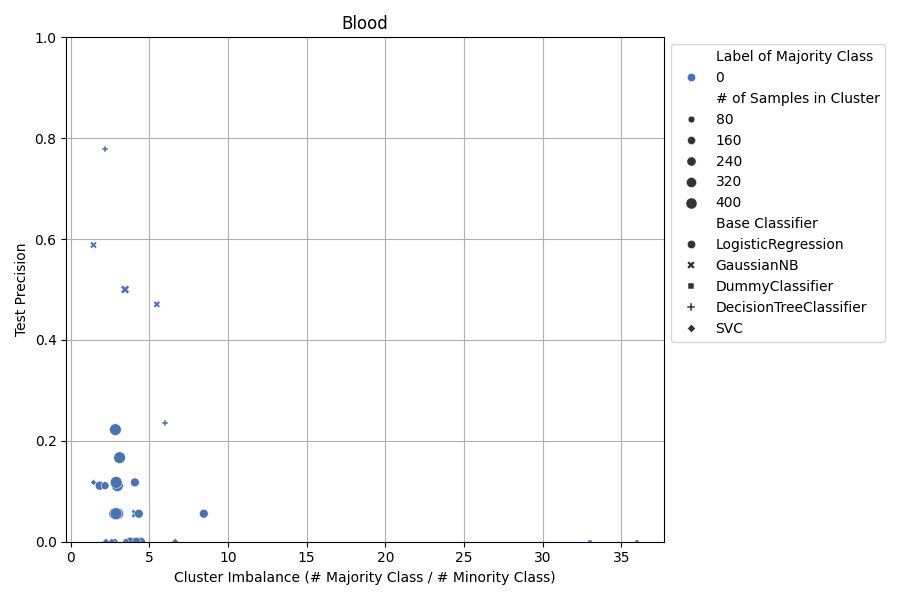 Blood
1.0
0.8
0.6
0.4
0.2
0.0
Test Precision
0
5
10
15
20
25
30
35
Cluster Imbalance (# Majority Class / # Minority Class)
Label of Majority Class
0
# of Samples in Cluster
80
160
240
320
400
Base Classifier
LogisticRegression
GaussianNB
DummyClassifier
DecisionTreeClassifier
SVC